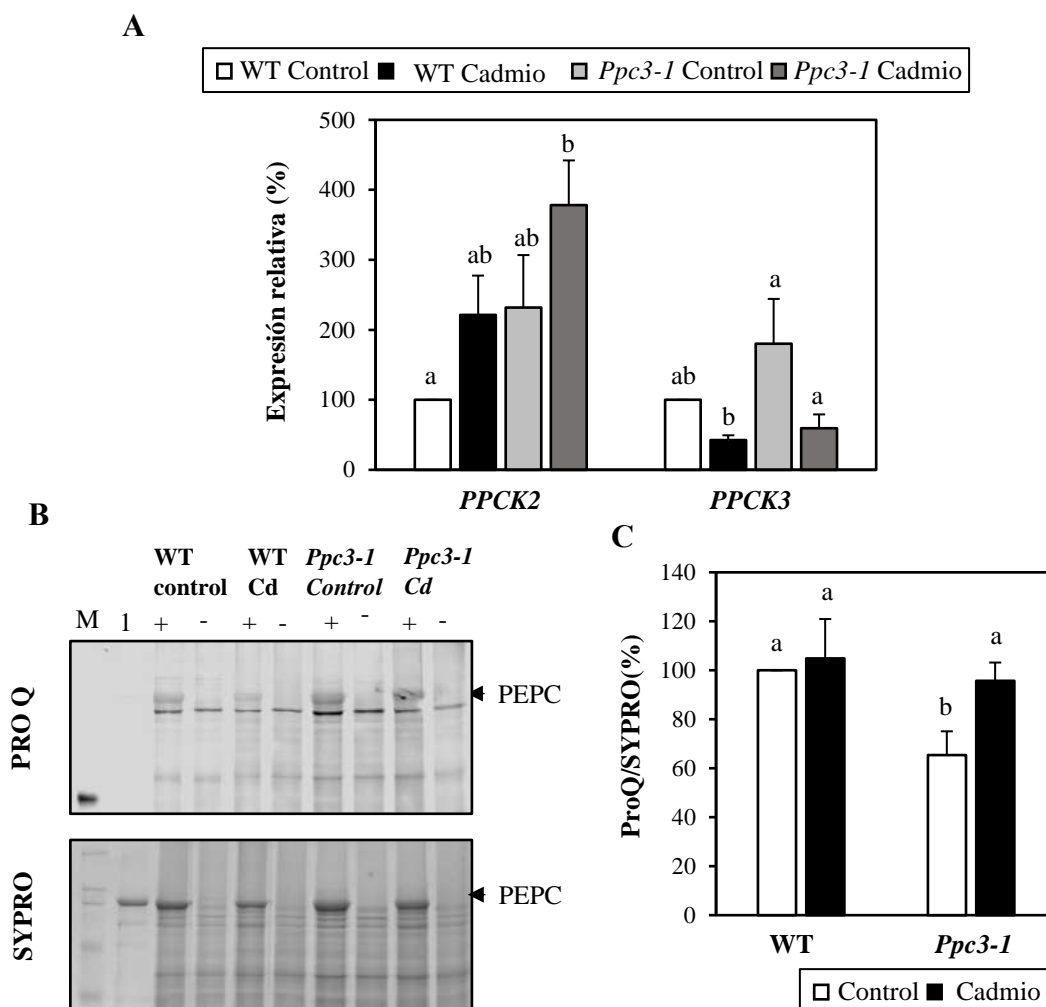 A
WT Control WT Cadmio Ppc3-1 Control Ppc3-1 Cadmio
500
400
300
200
100
0
Expresión relativa (%)
a
ab
ab
b
ab
b
a
a
PPCK2
PPCK3
B
WT control
WT Cd
Ppc3-1 Control
Ppc3-1 Cd
M 1 + - + - + - + -
PRO Q
PEPC
SYPRO
PEPC
C
140
120
100
80
60
40
20
0
ProQ/SYPRO(%)
a
a
b
a
WT
Ppc3-1
Control Cadmio